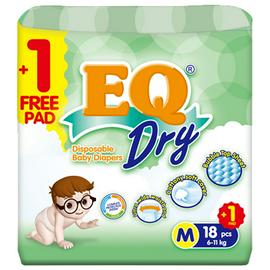 +1
FREE
PAD
EQ®
Dry
Disposable
Baby Diapers
M
18 pcs
6-11 kg
+1